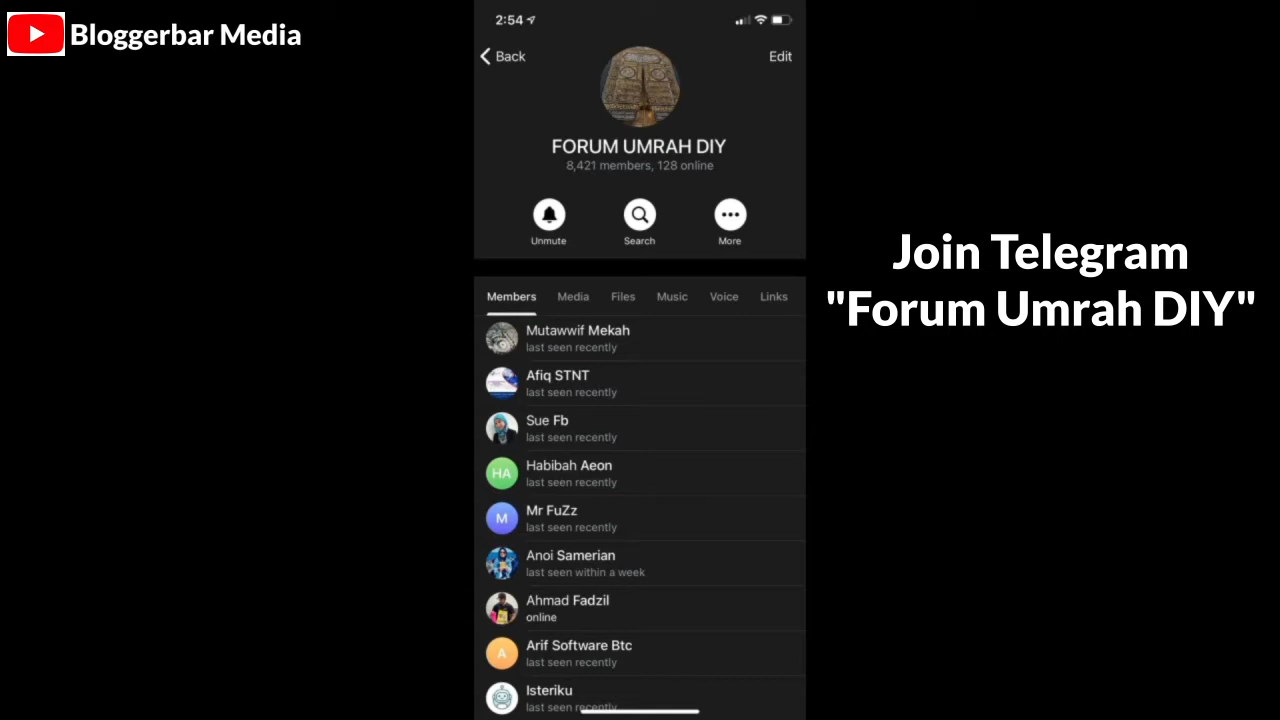 Bloggerbar Media
2:54
Back
Edit
FORUM UMRAH DIY
8,421 members, 128 online
Unmute
Search
More
Members Media Files Music Voice Links
Mutawwif Mekah
last seen recently
Afiq STNT
last seen recently
Sue Fb
last seen recently
HA
Habibah Aeon
last seen recently
M
Mr FuZz
last seen recently
Anoi Samerian
last seen within a week
Ahmad Fadzil
online
A
Arif Software Btc
last seen recently
Isteriku
last seen recently
Join Telegram
"Forum Umrah DIY"